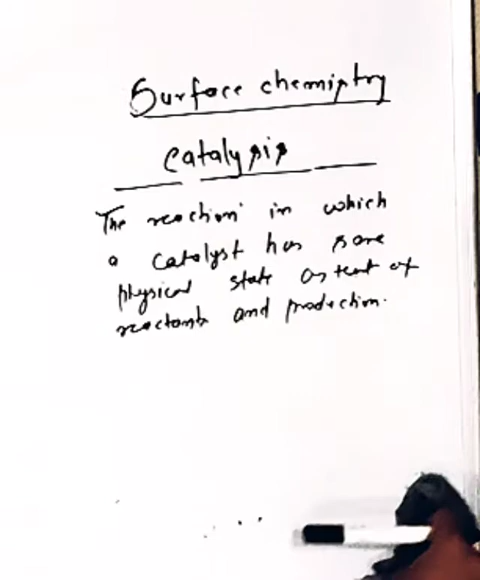 Surface chemistry
Catalysis
The reaction in which
a catalyst has same
physical state as that of
reactants and production.